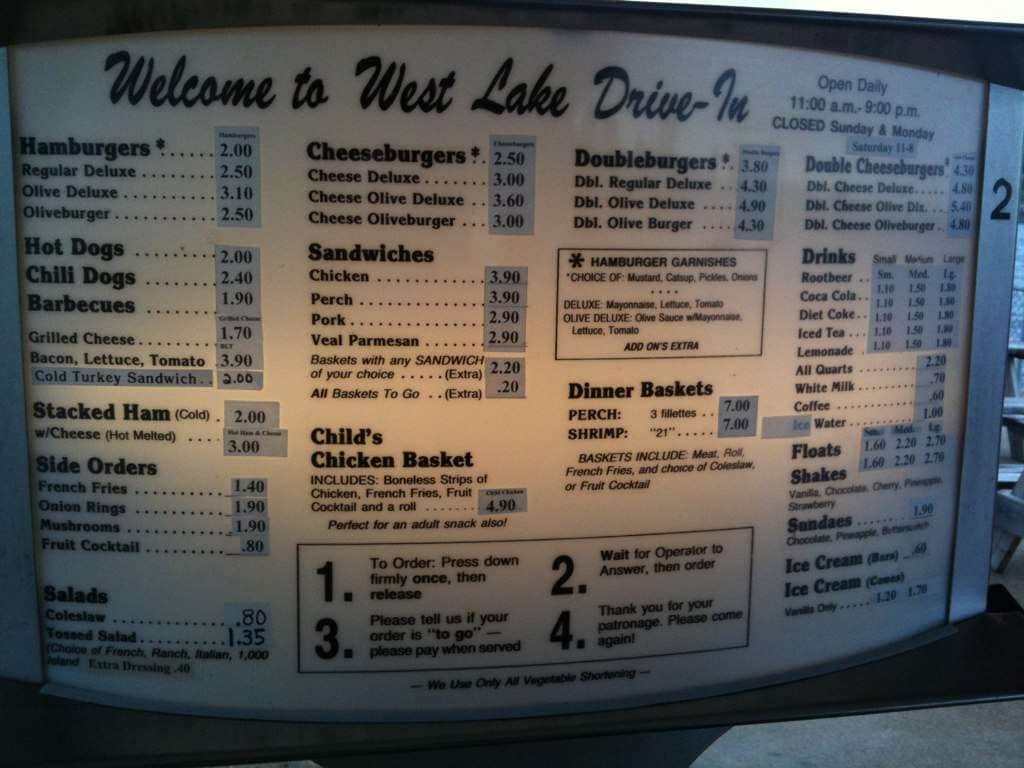 Welcome to West Lake Drive-In
Open Daily
11:00 a.m.- 9:00 p.m.
CLOSED Sunday & Monday
Saturday 11-8
Hamburgers
Hamburgers *..... 2.00
Regular Deluxe ....... 2.50
Olive Deluxe ......... 3.10
Oliveburger .......... 2.50
Hot Dogs ........ 2.00
Chili Dogs ....... 2.40
Barbecues 1.90
Grilled Cheese
Grilled Cheese ......... 1.70
BLT
Bacon, Lettuce, Tomato . 3.90
Cold Turkey Sandwich .. 2.00
Stacked Ham (Cold) . 2.00
Hot Ham & Cheese
w/Cheese (Hot Melted) ..... 3.00
Side Orders
French Fries .......... 1.40
Onion Rings .......... 1.90
Mushrooms .......... 1.90
Fruit Cocktail ........ .80
Salads
Coleslaw ............ .80
Tossed Salad ........ 1.35
(Choice of French, Ranch, Italian, 1,000
Island Extra Dressing .40
Cheeseburgers
Cheeseburgers *. 2.50
Cheese Deluxe ........ 3.00
Cheese Olive Deluxe .. 3.60
Cheese Oliveburger .. 3.00
Sandwiches
Chicken ............. 3.90
Perch ............... 3.90
Pork ................ 2.90
Veal Parmesan ....... 2.90
Baskets with any SANDWICH
of your choice ..... (Extra) 2.20
All Baskets To Go .. (Extra) .20
Child's
Chicken Basket
INCLUDES: Boneless Strips of
Chicken, French Fries, Fruit
Child Chicken
Cocktail and a roll ...... 4.90
Perfect for an adult snack also!
Double Burgers
Doubleburgers *. 3.80
Dbl. Regular Deluxe .. 4.30
Dbl. Olive Deluxe .... 4.90
Dbl. Olive Burger .... 4.30
* HAMBURGER GARNISHES
*CHOICE OF: Mustard, Catsup, Pickles, Onions
.....
DELUXE: Mayonnaise, Lettuce, Tomato
OLIVE DELUXE: Olive Sauce w/Mayonnaise,
Lettuce, Tomato
ADD ON'S EXTRA
Dinner Baskets
PERCH: 3 fillettes .. 7.00
SHRIMP: "21" ..... 7.00
BASKETS INCLUDE: Meat, Roll,
French Fries, and choice of Coleslaw,
or Fruit Cocktail
Double Cheeseburgers* 4.30
Dbl. Cheese Deluxe..... 4.80
Dbl. Cheese Olive Dlx. .. 5.40
Dbl. Cheese Oliveburger . 4.80
2
Drinks Small Medium Large
Sm. Med. Lg.
Rootbeer ... 1.10 1.50 1.80
Coca Cola .. 1.10 1.50 1.80
Diet Coke .. 1.10 1.50 1.80
Iced Tea ... 1.10 1.50 1.80
Lemonade . 1.10 1.50 1.80
All Quarts ........... 2.20
White Milk ........... .70
Coffee ............... .60
Ice Water ............ 1.00
Sm. Med. Lg.
Floats 1.60 2.20 2.70
Shakes 1.60 2.20 2.70
Vanilla, Chocolate, Cherry, Pineapple,
Strawberry
Sundaes ........ 1.90
Chocolate, Pineapple, Butterscotch
Ice Cream (Bars) .. .60
Ice Cream (Cones)
Vanilla Only ..... 1.20 1.70
1. To Order: Press down
firmly once, then
release
2. Wait for Operator to
Answer, then order
3. Please tell us if your
order is "to go" —
please pay when served
4. Thank you for your
patronage. Please come
again!
— We Use Only All Vegetable Shortening —